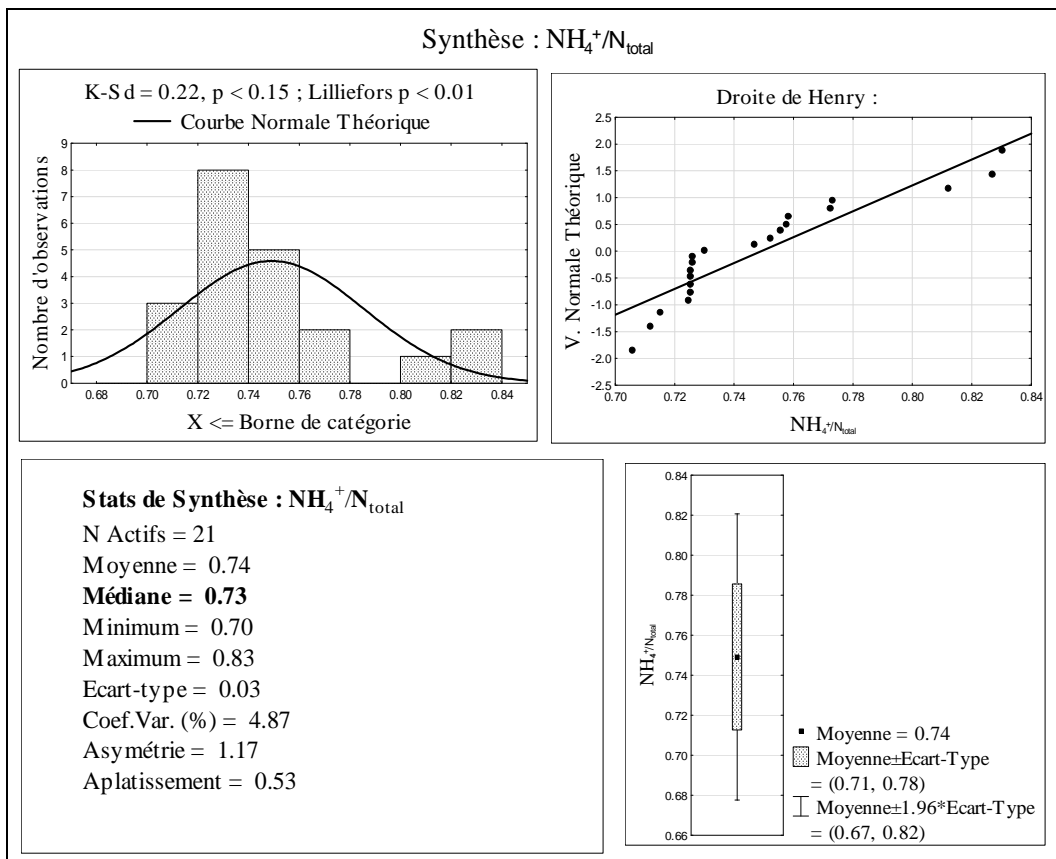 Synthèse : NH₄⁺/N_total
K-S d = 0.22, p < 0.15 ; Lilliefors p < 0.01
Courbe Normale Théorique
Nombre d'observations
9
8
7
6
5
4
3
2
1
0
0.68 0.70 0.72 0.74 0.76 0.78 0.80 0.82 0.84
X <= Borne de catégorie
Droite de Henry :
V. Normale Théorique
2.5
2.0
1.5
1.0
0.5
0.0
-0.5
-1.0
-1.5
-2.0
-2.5
0.70 0.72 0.74 0.76 0.78 0.80 0.82 0.84
NH₄⁺/N_total
Stats de Synthèse : NH₄⁺/N_total
N Actifs = 21
Moyenne = 0.74
Médiane = 0.73
Minimum = 0.70
Maximum = 0.83
Ecart-type = 0.03
Coef.Var. (%) = 4.87
Asymétrie = 1.17
Aplatissement = 0.53
NH₄⁺/N_total
0.84
0.82
0.80
0.78
0.76
0.74
0.72
0.70
0.68
0.66
Moyenne = 0.74
Moyenne±Ecart-Type
= (0.71, 0.78)
Moyenne±1.96*Ecart-Type
= (0.67, 0.82)